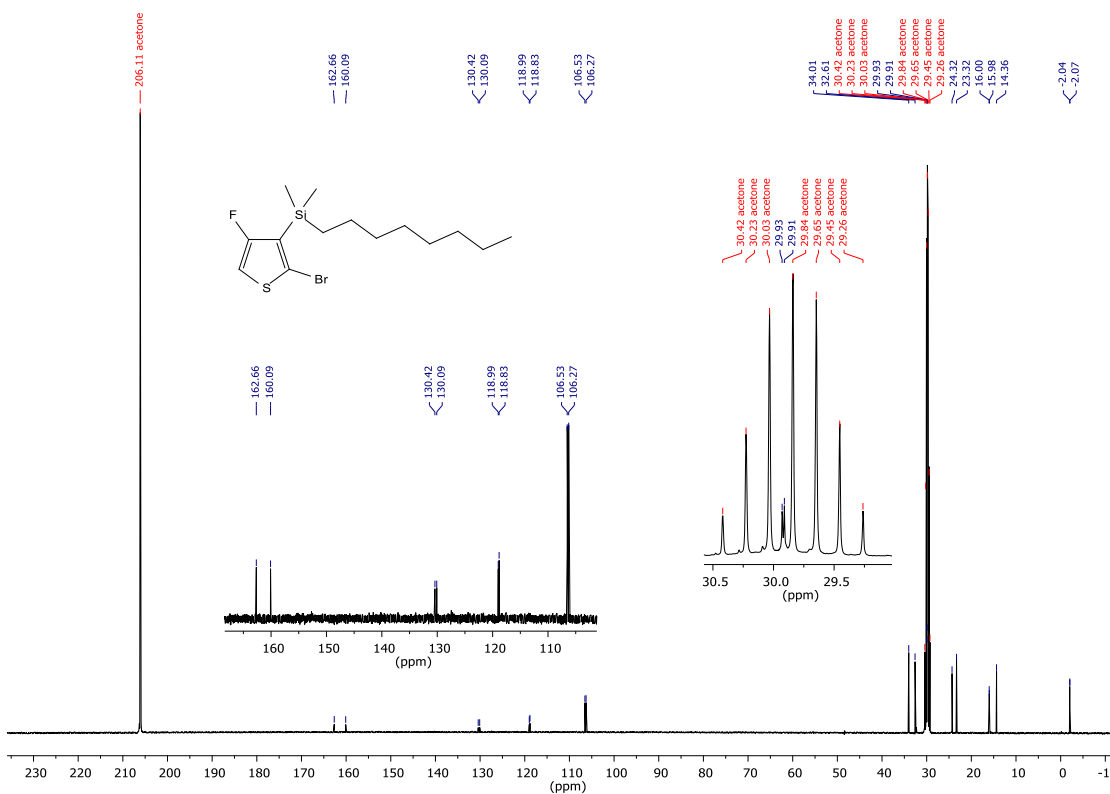 206.11 acetone
162.66
160.09
130.42
130.09
118.99
118.83
106.53
106.27
34.01
32.61
30.42 acetone
30.23 acetone
30.03 acetone
29.93
29.91
29.84 acetone
29.65 acetone
29.45 acetone
29.26 acetone
24.32
23.32
16.00
15.98
14.36
-2.04
-2.07
F
Si
S
Br
30.42 acetone
30.23 acetone
30.03 acetone
29.93
29.91
29.84 acetone
29.65 acetone
29.45 acetone
29.26 acetone
162.66
160.09
130.42
130.09
118.99
118.83
106.53
106.27
30.5 30.0 29.5
(ppm)
160 150 140 130 120 110
(ppm)
230 220 210 200 190 180 170 160 150 140 130 120 110 100 90 80 70 60 50 40 30 20 10 0 -1
(ppm)